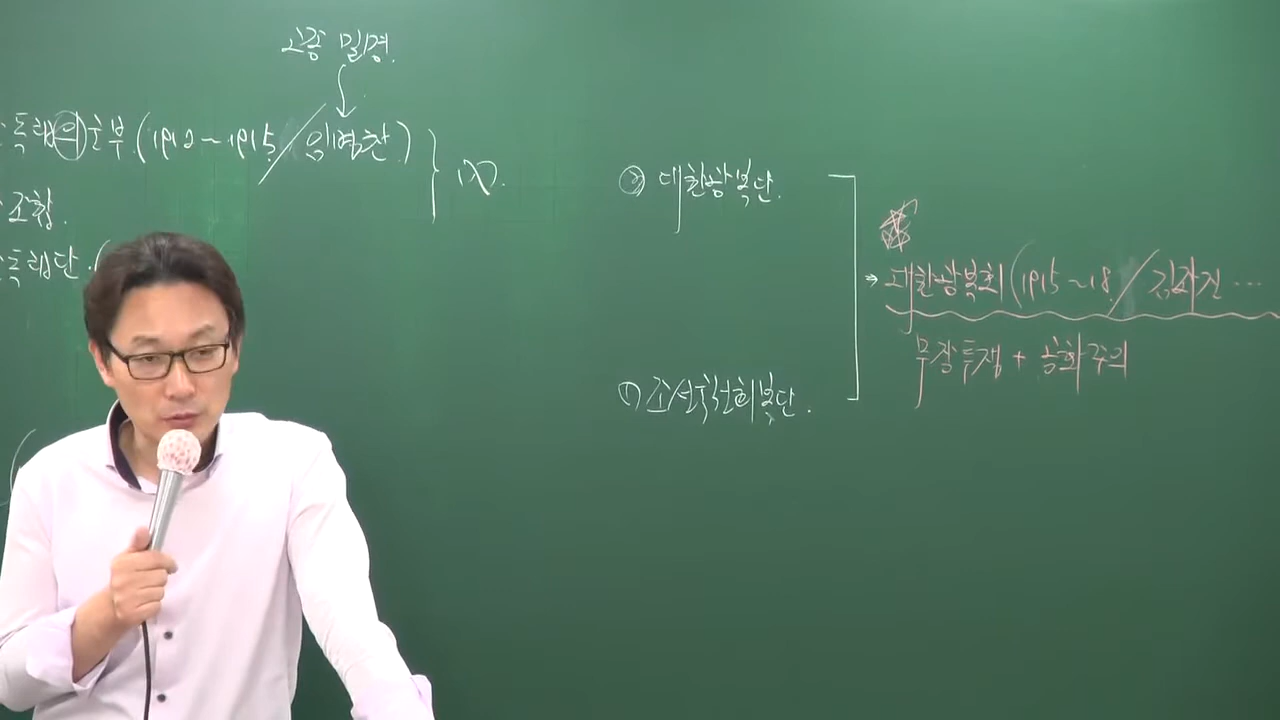 고종 밀명.
독립의군부.(1912~1915/임병찬)
조합.
독립단.(
② 대한광복단.
⇒ 대한광복회(1915~18/김좌진 …
무장투쟁 + 공화주의
① 조선국권회복단.